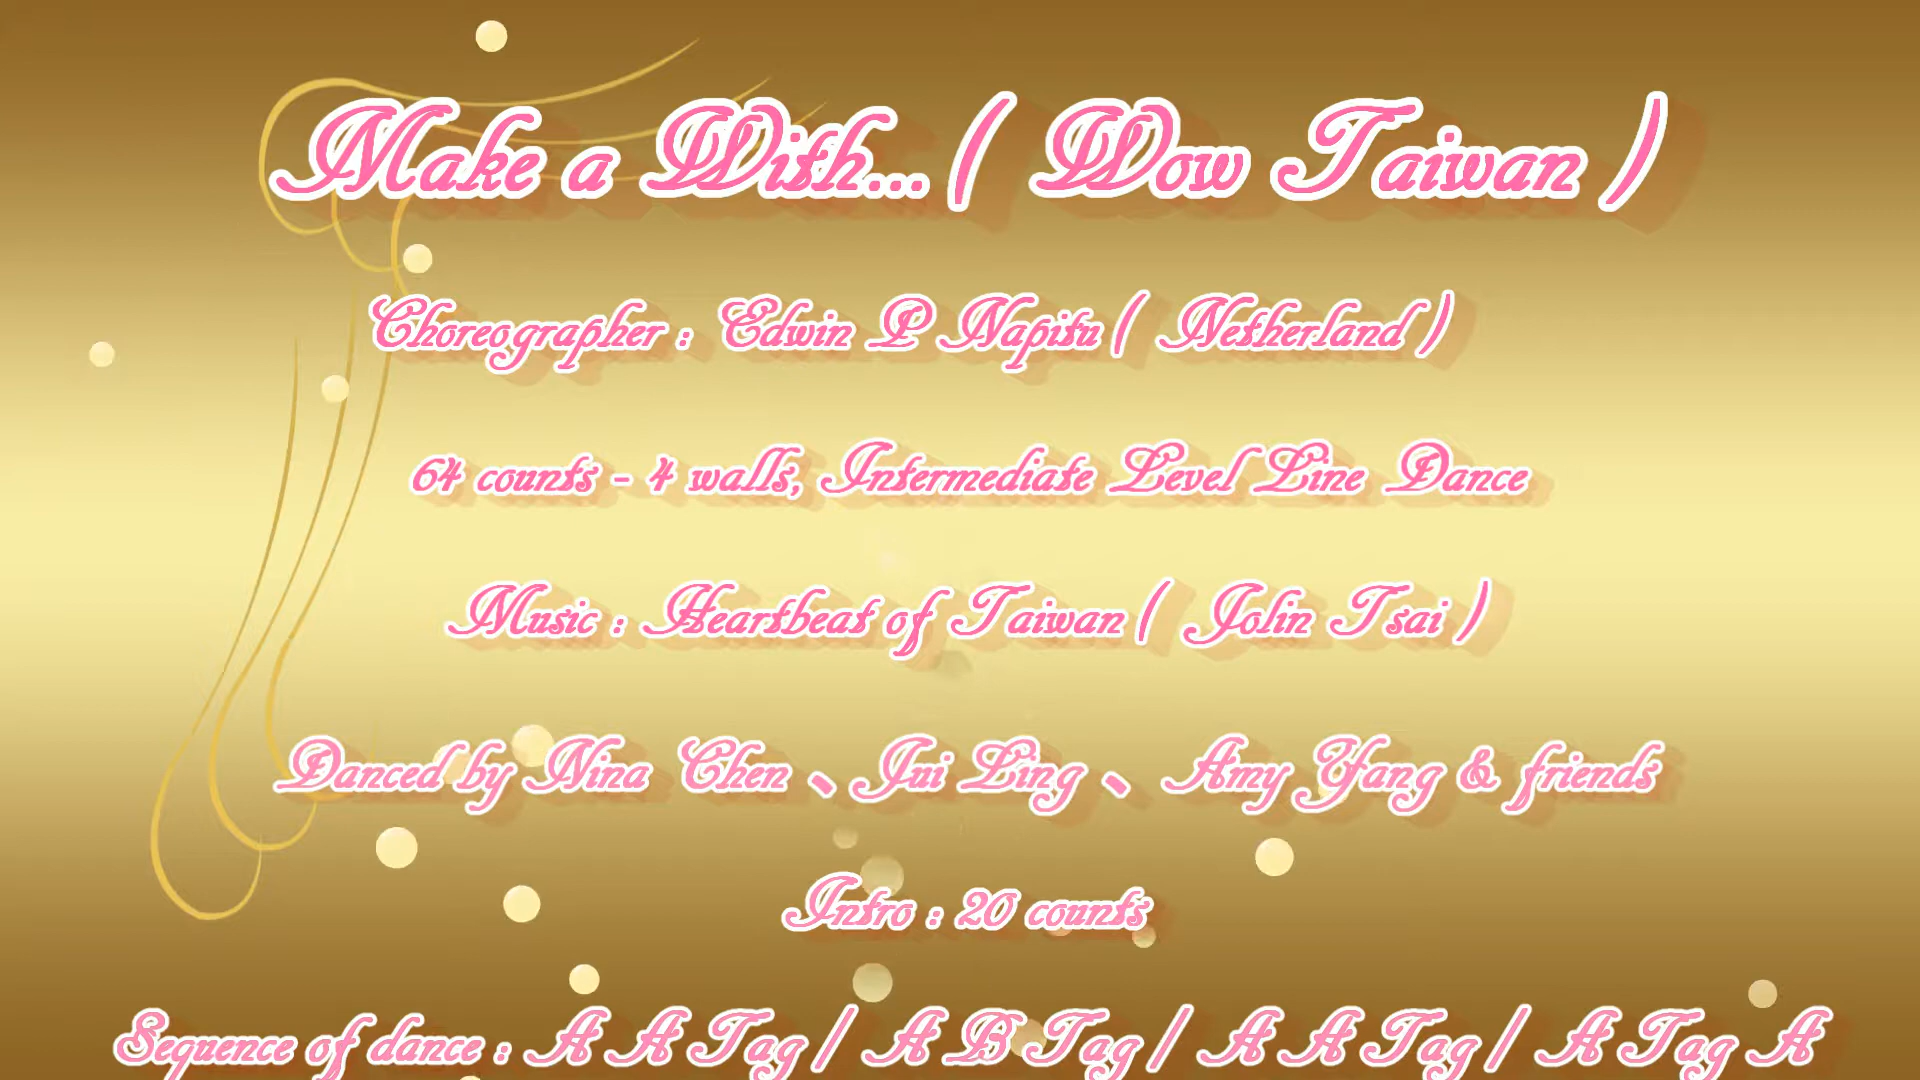 Make a With... ( Wow Taiwan )
Choreographer : Edwin P Napitu ( Netherland )
64 counts - 4 walls, Intermediate Level Line Dance
Music : Heartbeat of Taiwan ( Jolin Tsai )
Danced by Nina Chen、Jui Ling、Amy Yang & friends
Intro : 20 counts
Sequence of dance : A A Tag / A B Tag / A A Tag / A Tag A